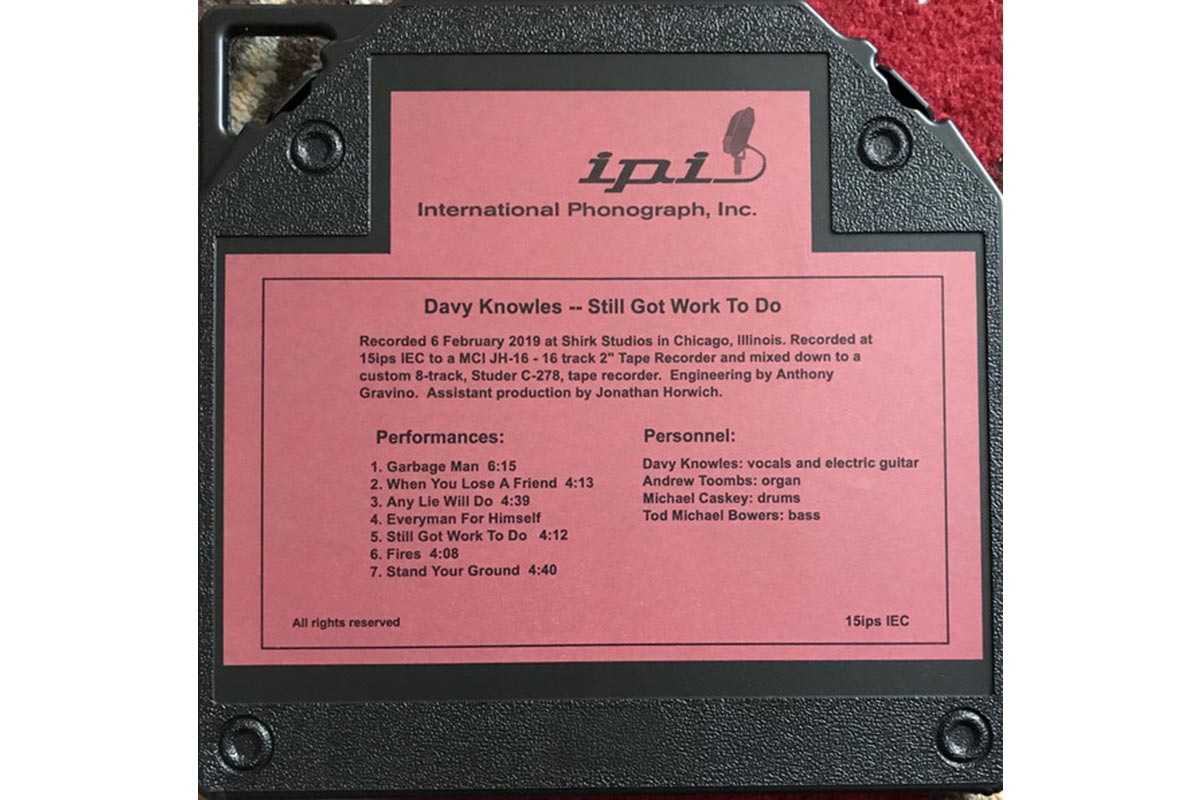 ipi
International Phonograph, Inc.
Davy Knowles -- Still Got Work To Do
Recorded 6 February 2019 at Shirk Studios in Chicago, Illinois. Recorded at
15ips IEC to a MCI JH-16 - 16 track 2" Tape Recorder and mixed down to a
custom 8-track, Studer C-278, tape recorder.  Engineering by Anthony
Gravino.  Assistant production by Jonathan Horwich.
Performances:
1. Garbage Man  6:15
2. When You Lose A Friend  4:13
3. Any Lie Will Do  4:39
4. Everyman For Himself
5. Still Got Work To Do   4:12
6. Fires  4:08
7. Stand Your Ground  4:40
Personnel:
Davy Knowles: vocals and electric guitar
Andrew Toombs: organ
Michael Caskey: drums
Tod Michael Bowers: bass
All rights reserved
15ips IEC